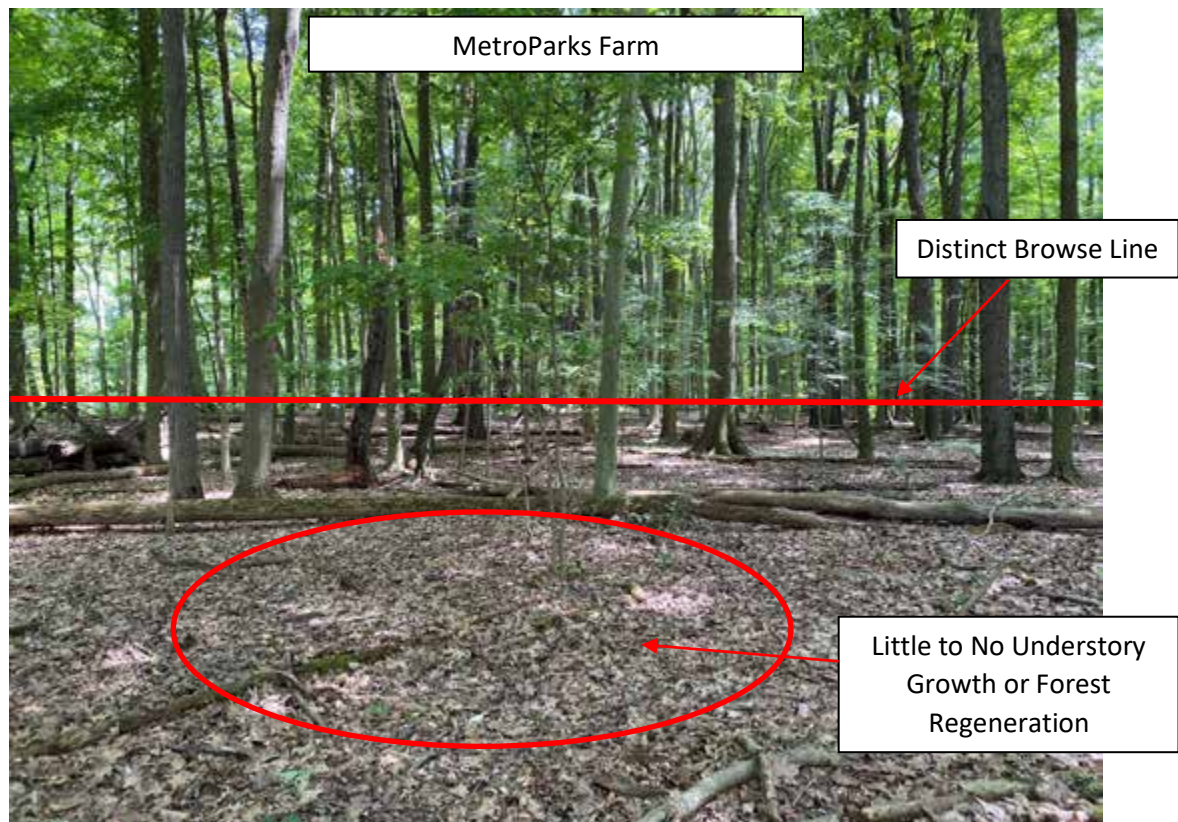 MetroParks Farm
Distinct Browse Line
Little to No Understory
Growth or Forest
Regeneration